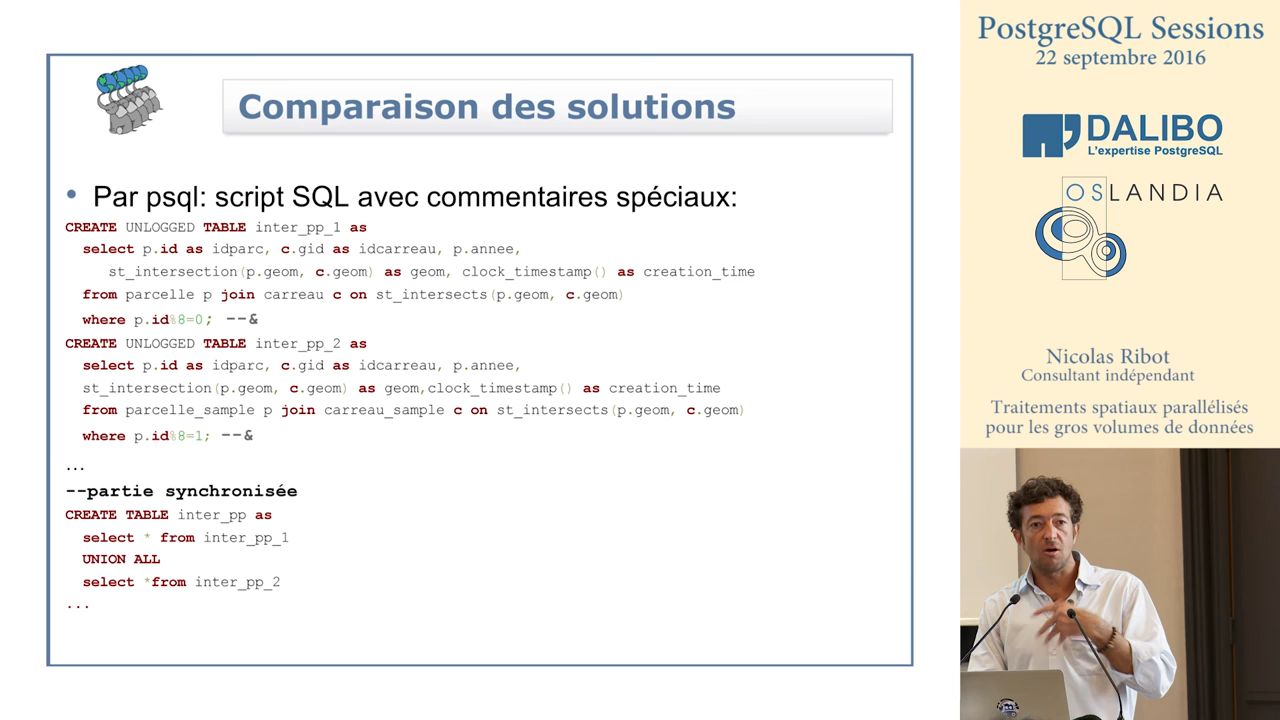 Comparaison des solutions
• Par psql: script SQL avec commentaires spéciaux:
CREATE UNLOGGED TABLE inter_pp_1 as
select p.id as idparc, c.gid as idcarreau, p.annee,
st_intersection(p.geom, c.geom) as geom, clock_timestamp() as creation_time
from parcelle p join carreau c on st_intersects(p.geom, c.geom)
where p.id%8=0; --&
CREATE UNLOGGED TABLE inter_pp_2 as
select p.id as idparc, c.gid as idcarreau, p.annee,
st_intersection(p.geom, c.geom) as geom,clock_timestamp() as creation_time
from parcelle_sample p join carreau_sample c on st_intersects(p.geom, c.geom)
where p.id%8=1; --&
...
--partie synchronisée
CREATE TABLE inter_pp as
select * from inter_pp_1
UNION ALL
select *from inter_pp_2
...
PostgreSQL Sessions
22 septembre 2016
DALIBO
L'expertise PostgreSQL
OSLANDIA
Nicolas Ribot
Consultant indépendant
Traitements spatiaux parallélisés
pour les gros volumes de données